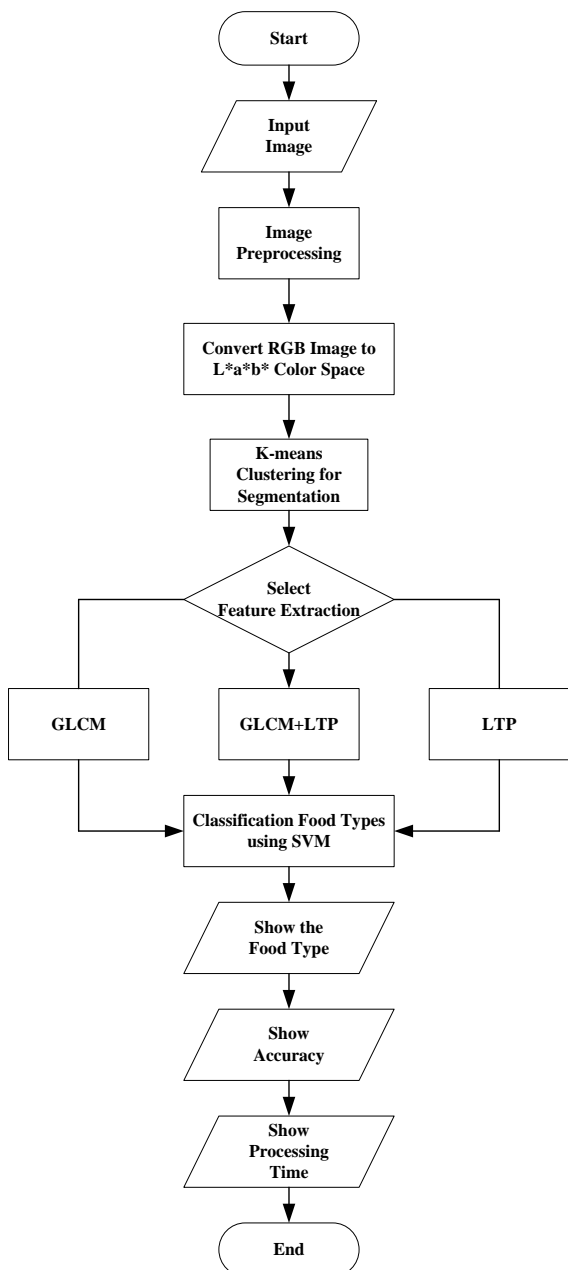 Start
Input
Image
Image
Preprocessing
Convert RGB Image to
L*a*b* Color Space
K-means
Clustering for
Segmentation
Select
Feature Extraction
GLCM
GLCM+LTP
LTP
Classification Food Types
using SVM
Show the
Food Type
Show
Accuracy
Show
Processing
Time
End